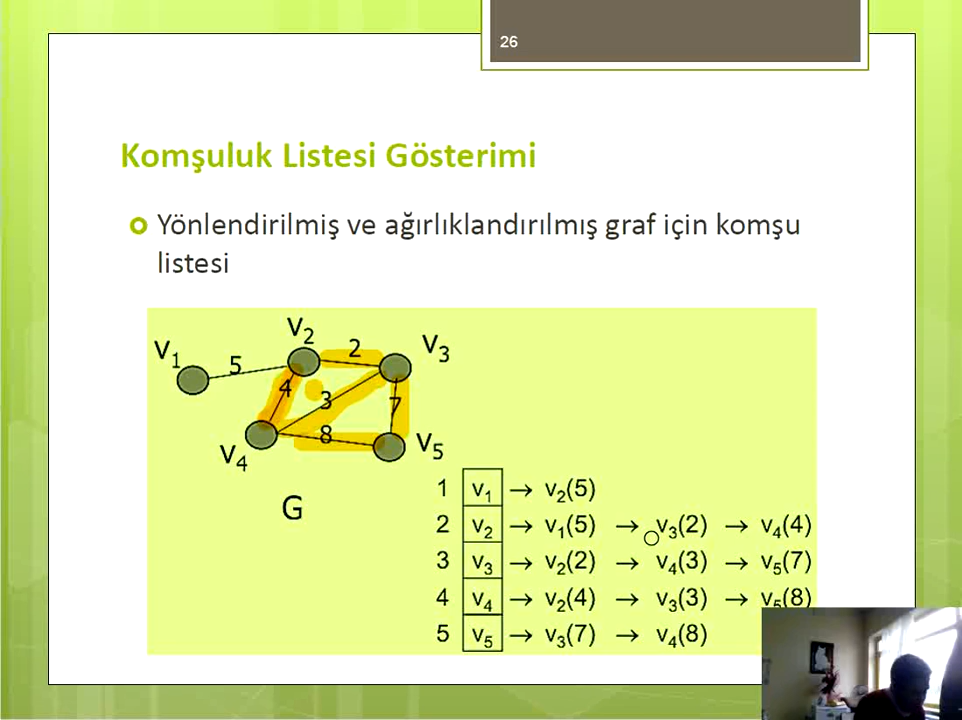 26
Komşuluk Listesi Gösterimi
Yönlendirilmiş ve ağırlıklandırılmış graf için komşu
listesi
V2
V1
V3
5
2
4
3
7
8
V4
V5
G
1 v1 → v2(5)
2 v2 → v1(5) → v3(2) → v4(4)
3 v3 → v2(2) → v4(3) → v5(7)
4 v4 → v2(4) → v3(3) → v5(8)
5 v5 → v3(7) → v4(8)